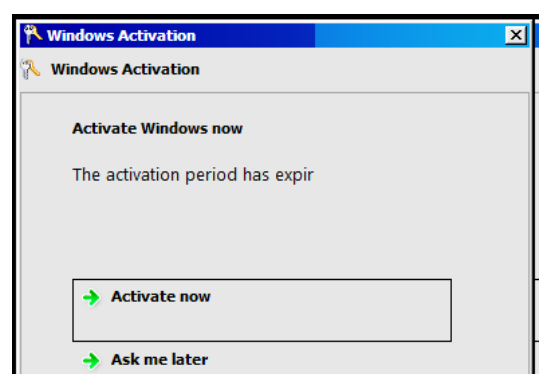 Windows Activation
Windows Activation
Activate Windows now
The activation period has expir
Activate now
Ask me later